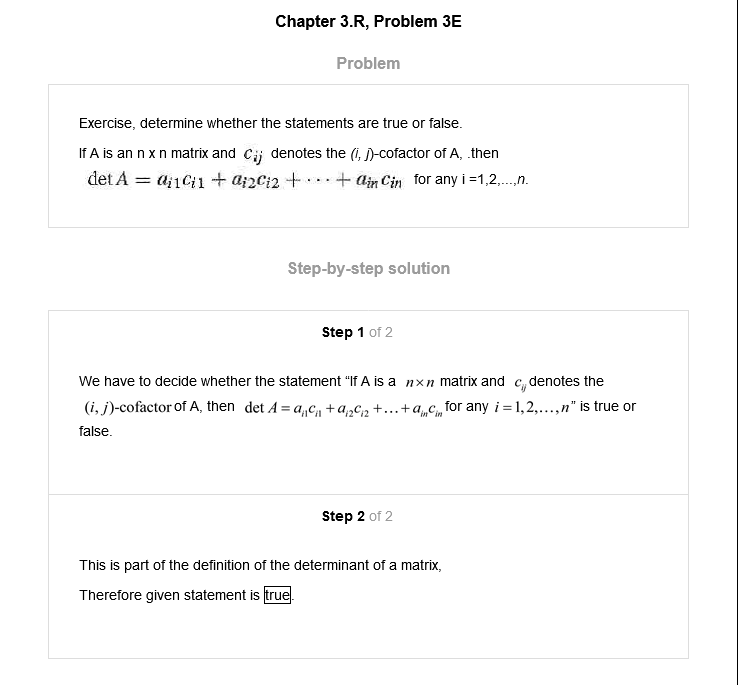 Chapter 3.R, Problem 3E
Problem
Exercise, determine whether the statements are true or false.
If A is an n x n matrix and c_{ij} denotes the (i, j)-cofactor of A, .then
det A = a_{i1}c_{i1} + a_{i2}c_{i2} + · · · + a_{in}c_{in} for any i =1,2,...,n.
Step-by-step solution
Step 1 of 2
We have to decide whether the statement “If A is a n×n matrix and c_{ij} denotes the
(i, j)-cofactor of A, then det A = a_{i1}c_{i1} + a_{i2}c_{i2} +...+ a_{in}c_{in} for any i = 1,2,...,n” is true or
false.
Step 2 of 2
This is part of the definition of the determinant of a matrix,
Therefore given statement is true.